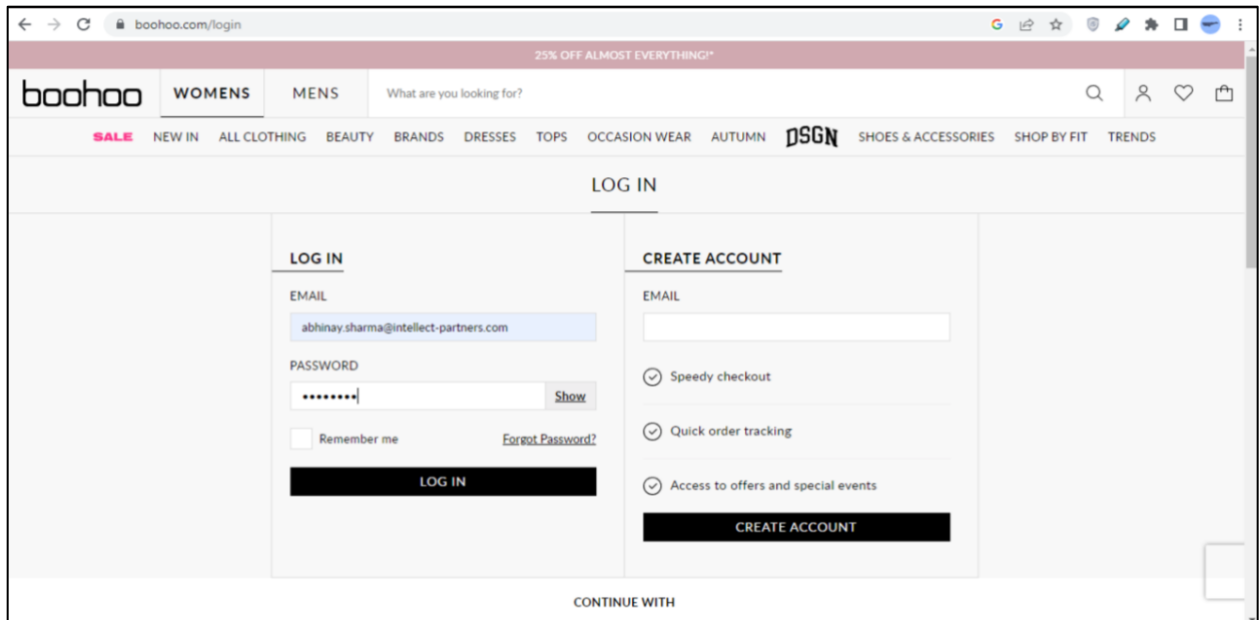 boohoo.com/login
25% OFF ALMOST EVERYTHING!*
boohoo WOMENS MENS What are you looking for?
SALE NEW IN ALL CLOTHING BEAUTY BRANDS DRESSES TOPS OCCASION WEAR AUTUMN DSGN SHOES & ACCESSORIES SHOP BY FIT TRENDS
LOG IN
LOG IN
EMAIL
abhinay.sharma@intellect-partners.com
PASSWORD
••••••••
Show
Remember me Forgot Password?
LOG IN
CREATE ACCOUNT
EMAIL
Speedy checkout
Quick order tracking
Access to offers and special events
CREATE ACCOUNT
CONTINUE WITH